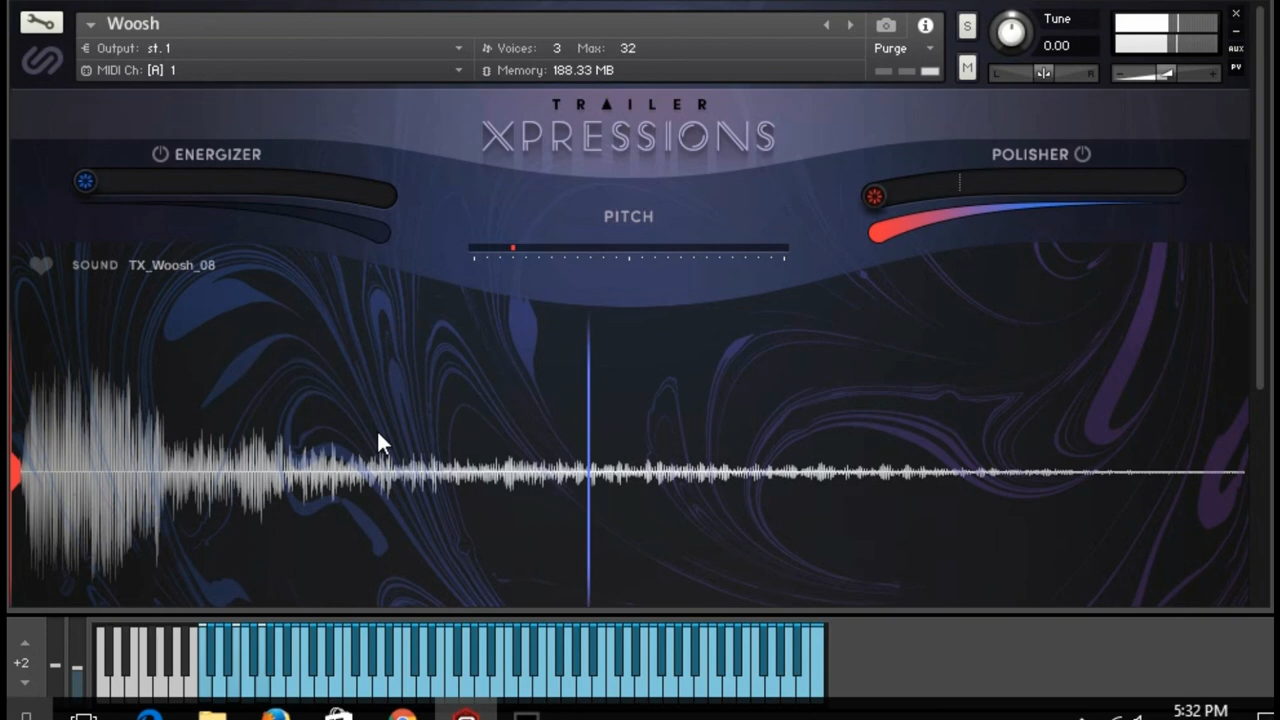 Woosh
Output: st.1
Voices: 3 Max: 32
Purge
MIDI Ch: [A] 1
Memory: 188.33 MB
S
M
Tune
0.00
L R
- +
AUX
PV
TRAILER
XPRESSIONS
ENERGIZER
POLISHER
PITCH
SOUND TX_Woosh_08
+2
5:32 PM